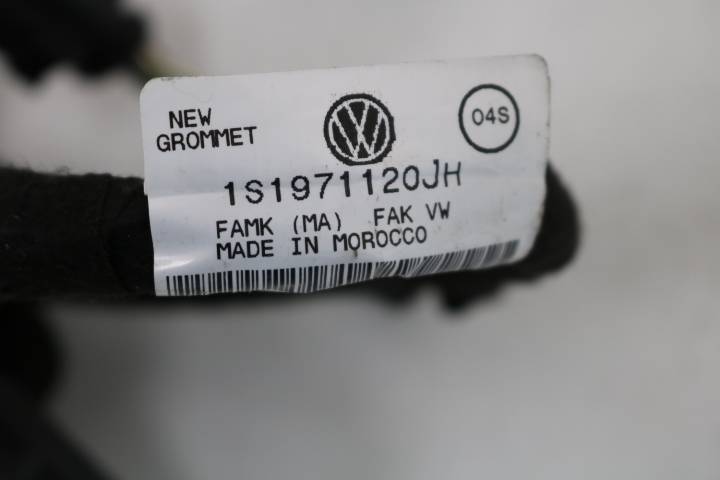 NEW
GROMMET
04S
1S1971120JH
FAMK (MA) FAK VW
MADE IN MOROCCO